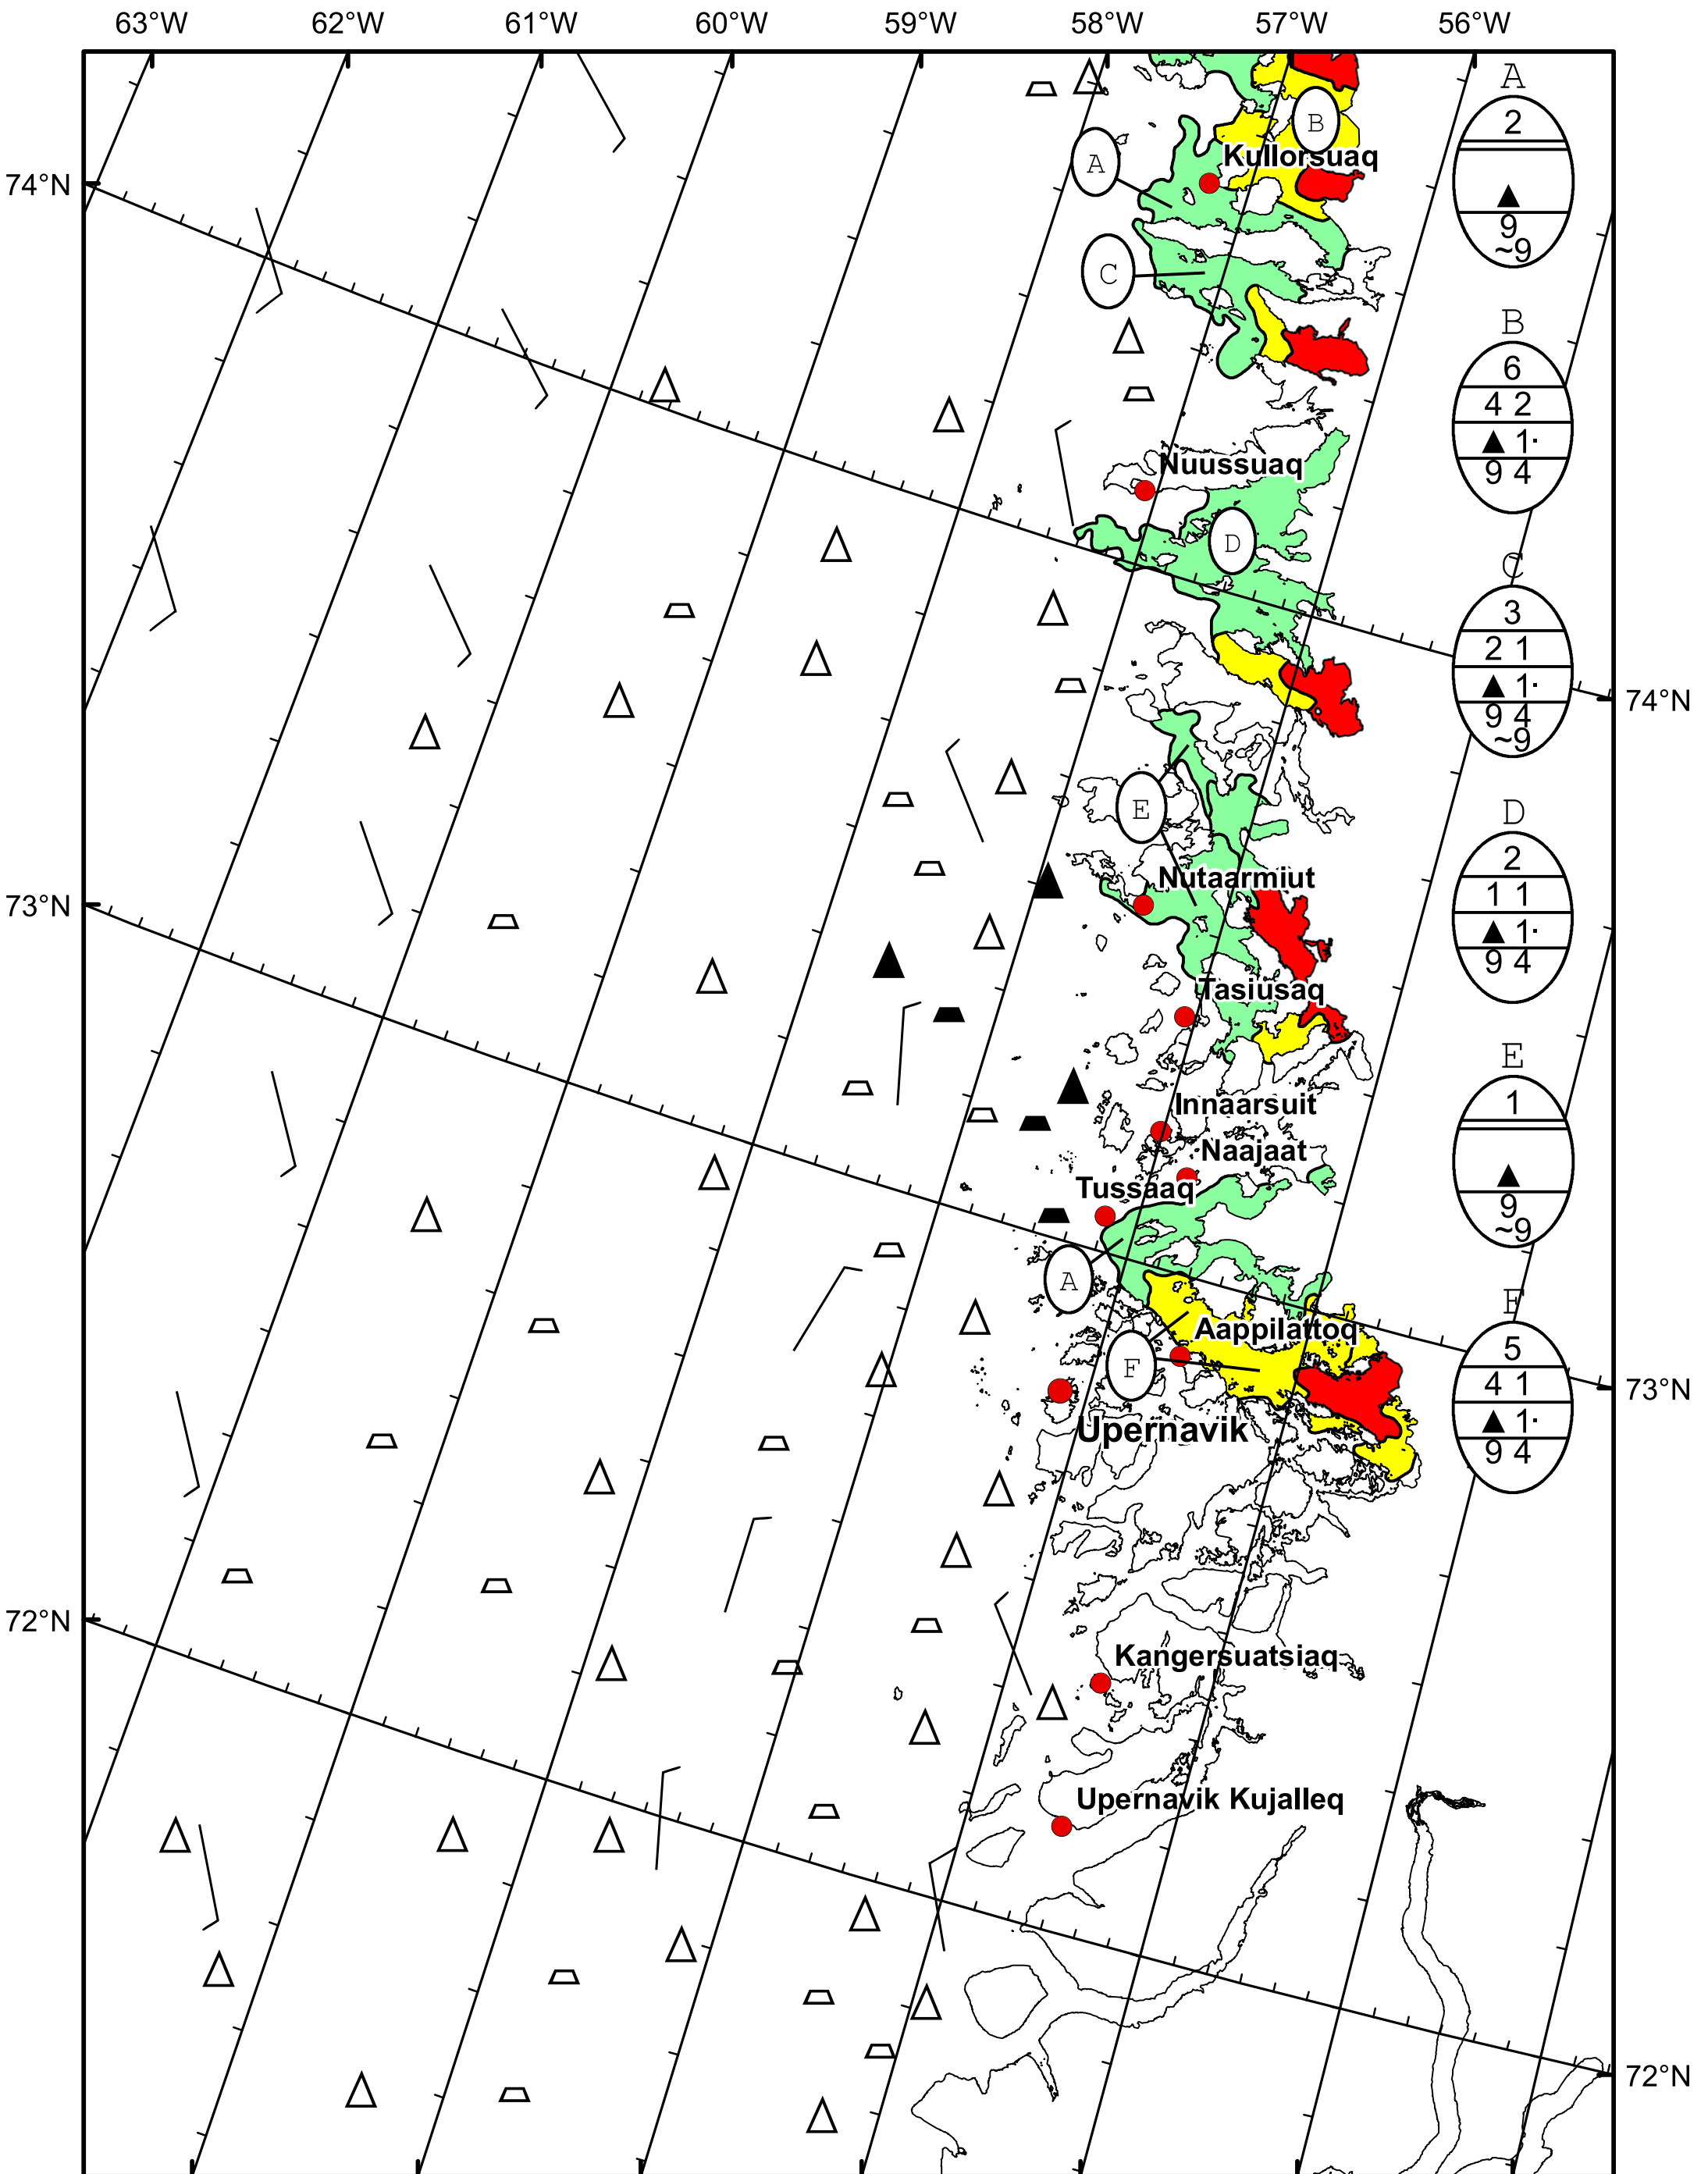 63°W 62°W 61°W 60°W 59°W 58°W 57°W 56°W
A
2
B
Kullorsuaq
A
74°N
▲
9
~9
C
B
6
4 2
▲ 1·
9 4
Nuussuaq
D
C
3
2 1
▲ 1·
9 4
~9
74°N
E
D
2
1 1
▲ 1·
9 4
Nutaarmiut
73°N
Tasiusaq
E
1
▲
9
~9
Innaarsuit
Naajaat
Tussaaq
A
F
5
4 1
▲ 1·
9 4
Aappilattoq
F
73°N
Upernavik
72°N
Kangersuatsiaq
Upernavik Kujalleq
72°N